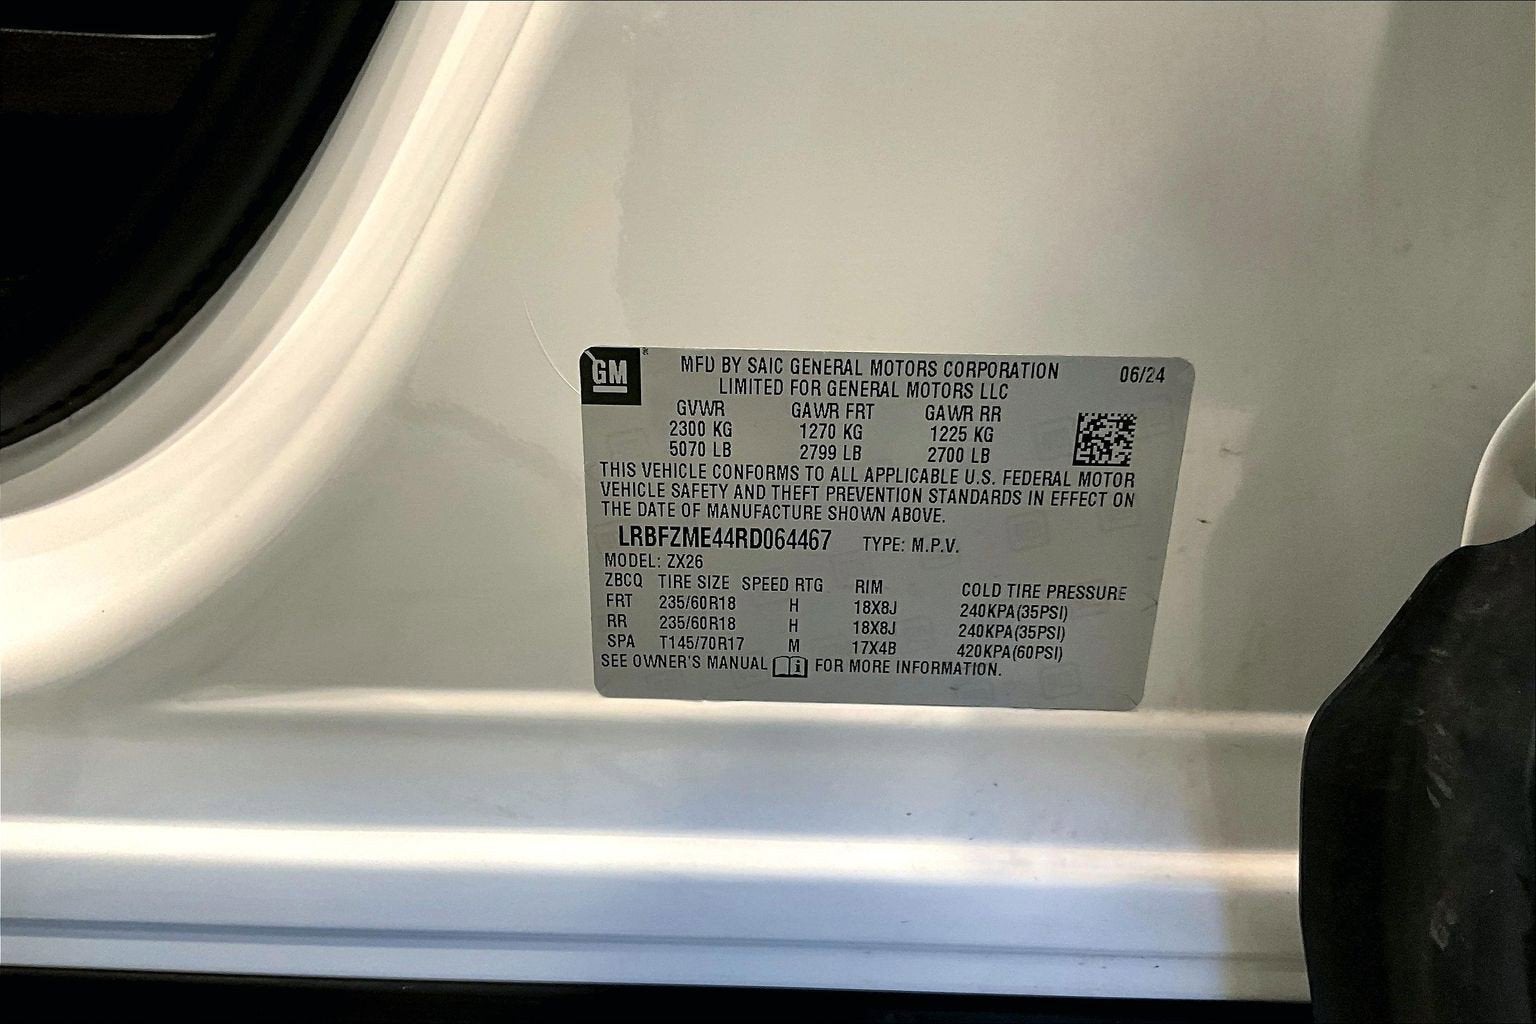 GM®
MFD BY SAIC GENERAL MOTORS CORPORATION 06/24
LIMITED FOR GENERAL MOTORS LLC
GVWR GAWR FRT GAWR RR
2300 KG 1270 KG 1225 KG
5070 LB 2799 LB 2700 LB
THIS VEHICLE CONFORMS TO ALL APPLICABLE U.S. FEDERAL MOTOR
VEHICLE SAFETY AND THEFT PREVENTION STANDARDS IN EFFECT ON
THE DATE OF MANUFACTURE SHOWN ABOVE.
LRBFZME44RD064467 TYPE: M.P.V.
MODEL: ZX26
ZBCQ TIRE SIZE SPEED RTG RIM COLD TIRE PRESSURE
FRT 235/60R18 H 18X8J 240KPA(35PSI)
RR 235/60R18 H 18X8J 240KPA(35PSI)
SPA T145/70R17 M 17X4B 420KPA(60PSI)
SEE OWNER'S MANUAL i FOR MORE INFORMATION.